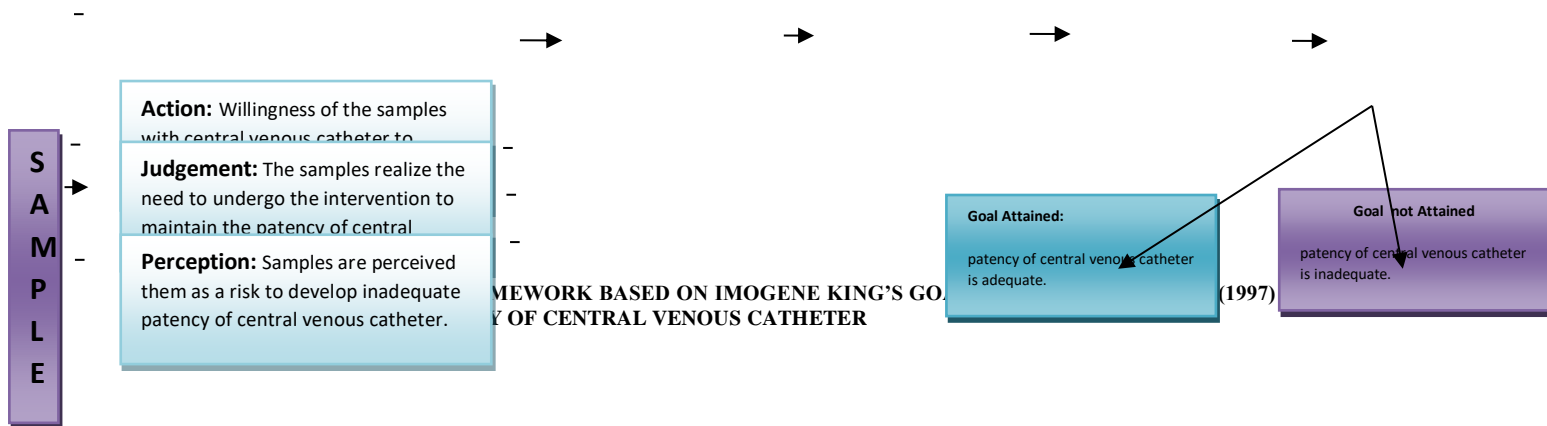 S
A
M
P
L
E
Action: Willingness of the samples
with central venous catheter to
Judgement: The samples realize the
need to undergo the intervention to
maintain the patency of central
Perception: Samples are perceived
them as a risk to develop inadequate
patency of central venous catheter.
Goal Attained:
patency of central venous catheter
is adequate.
Goal not Attained
patency of central venous catheter
is inadequate.
BASED ON IMOGENE KING’S (1997)
OF CENTRAL VENOUS CATHETER